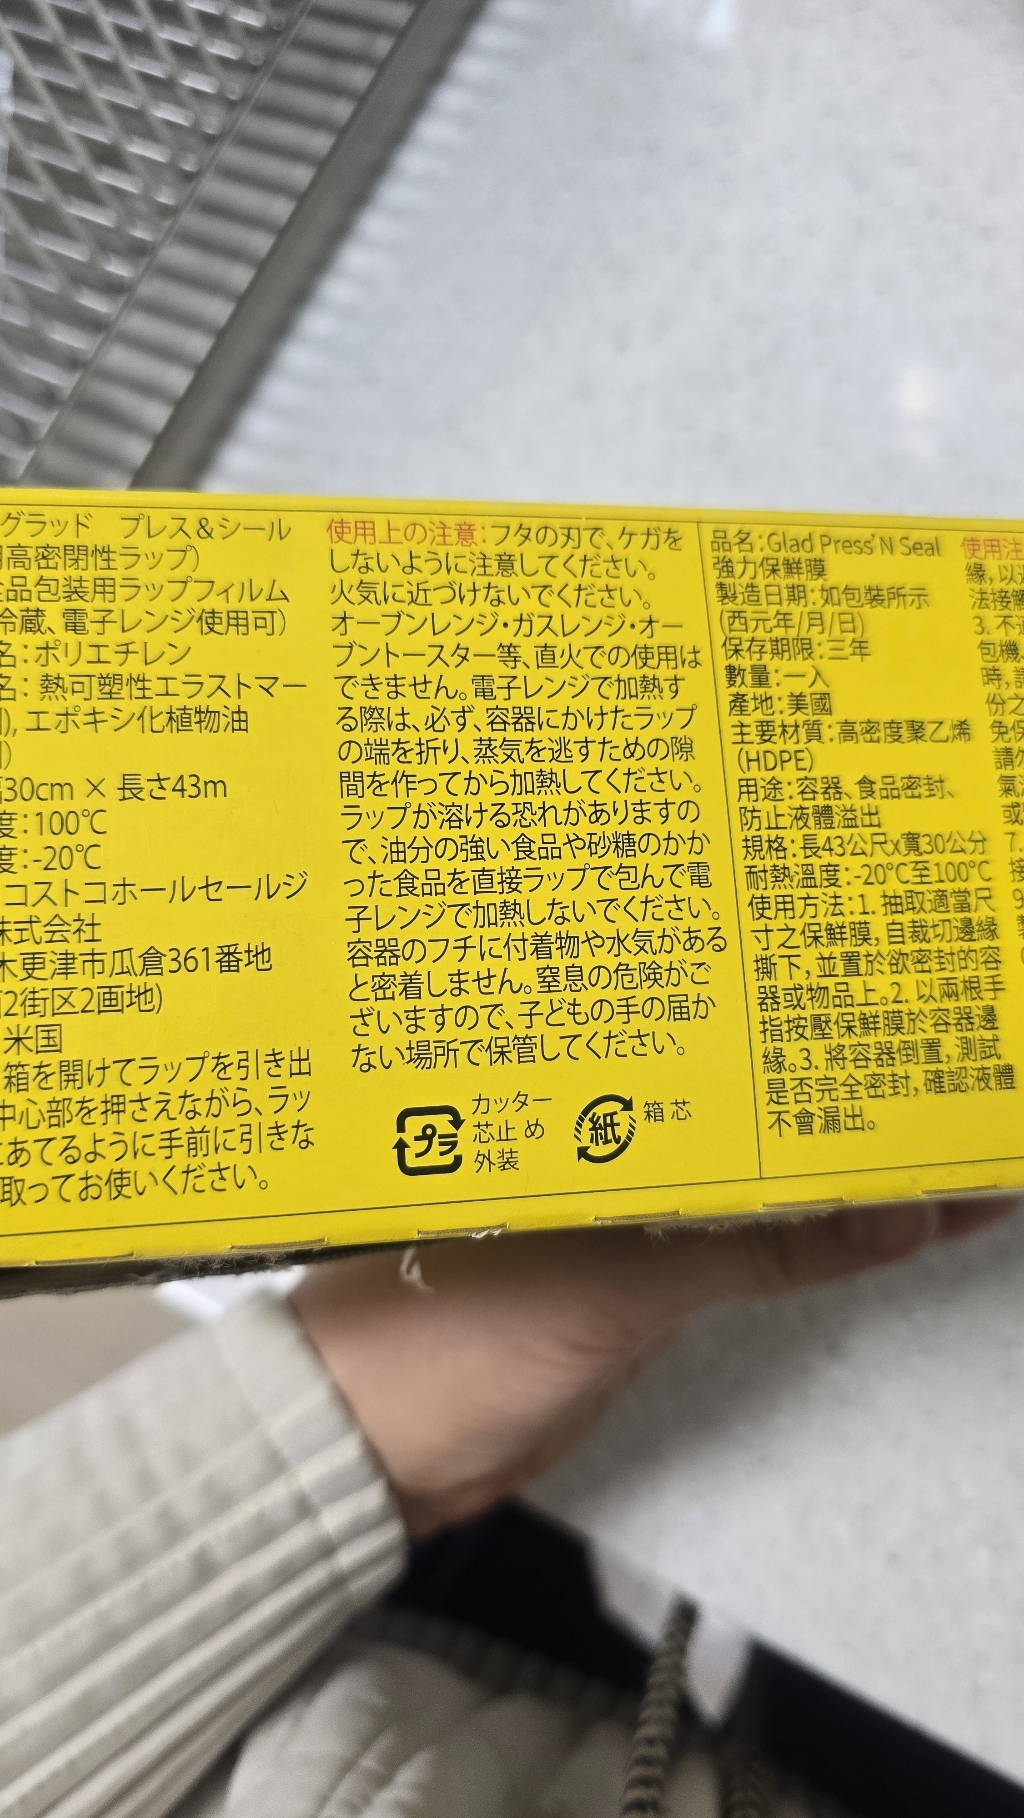 グラッド プレス＆シール
高密閉性ラップ)
品包装用ラップフィルム
冷蔵、電子レンジ使用可)
名：ポリエチレン
名：熱可塑性エラストマー
, エポキシ化植物油
)
30cm × 長さ43m
度：100℃
度：-20℃
コストコホールセールジ
株式会社
木更津市瓜倉361番地
2街区2画地)
米国
箱を開けてラップを引き出
中心部を押さえながら、ラッ
にあてるように手前に引きな
取ってお使いください。
使用上の注意：フタの刃で、ケガを
しないように注意してください。
火気に近づけないでください。
オーブンレンジ・ガスレンジ・オー
ブントースター等、直火での使用は
できません。電子レンジで加熱す
る際は、必ず、容器にかけたラップ
の端を折り、蒸気を逃すための隙
間を作ってから加熱してください。
ラップが溶ける恐れがありますの
で、油分の強い食品や砂糖のかか
った食品を直接ラップで包んで電
子レンジで加熱しないでください。
容器のフチに付着物や水気がある
と密着しません。窒息の危険がご
ざいますので、子どもの手の届か
ない場所で保管してください。
プラ
カッター
芯止め
外装
紙
箱 芯
品名：Glad Press'N Seal
強力保鮮膜
製造日期：如包裝所示
(西元年/月/日)
保存期限：三年
數量：一入
產地：美國
主要材質：高密度聚乙烯
(HDPE)
用途：容器、食品密封、
防止液體溢出
規格：長43公尺x寬30公分
耐熱溫度：-20℃至100℃
使用方法：1. 抽取適當尺
寸之保鮮膜，自裁切邊緣
撕下，並置於欲密封的容
器或物品上。2. 以兩根手
指按壓保鮮膜於容器邊
緣。3. 將容器倒置，測試
是否完全密封，確認液體
不會漏出。
使用注
緣，以
法接觸
3. 不
包機
時，
份之
免保
請勿
氣
或
7.
接
9